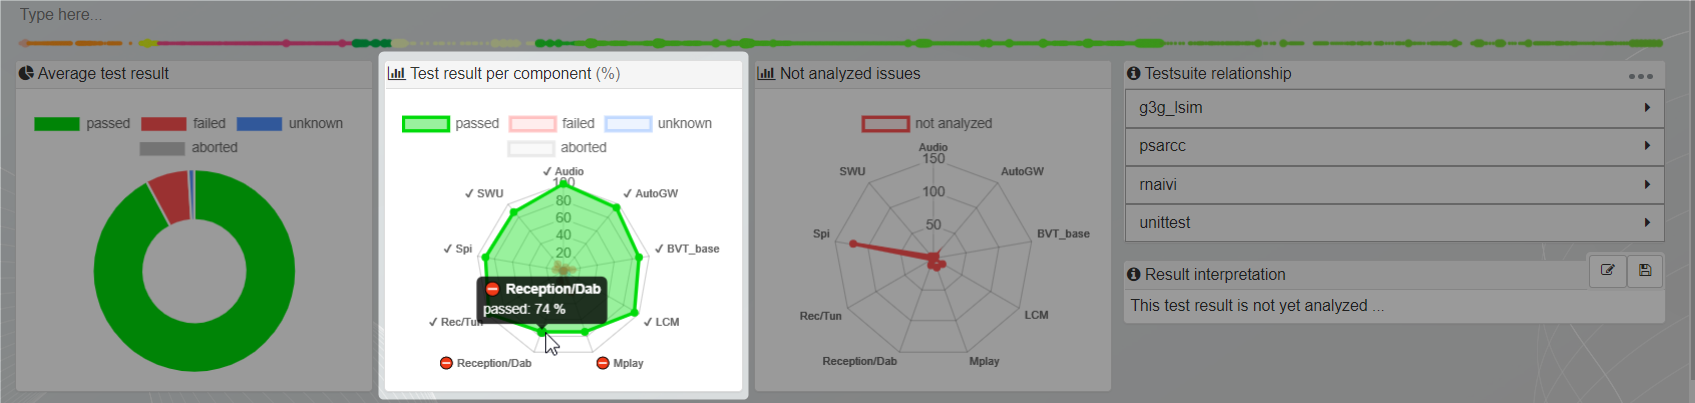 Type here...
Average test result
passed failed unknown
aborted
Test result per component (%)
passed failed unknown
aborted
✓ Audio
100
✓ SWU
✓ AutoGW
80
60
40
20
✓ Spi
✓ BVT_base
⛔ Reception/Dab
passed: 74 %
✓ Rec/Tun
✓ LCM
⛔ Reception/Dab
⛔ Mplay
Not analyzed issues
not analyzed
Audio
150
SWU
AutoGW
100
50
Spi
BVT_base
Rec/Tun
LCM
Reception/Dab
Mplay
Testsuite relationship
g3g_lsim
psarcc
rnaivi
unittest
Result interpretation
This test result is not yet analyzed ...